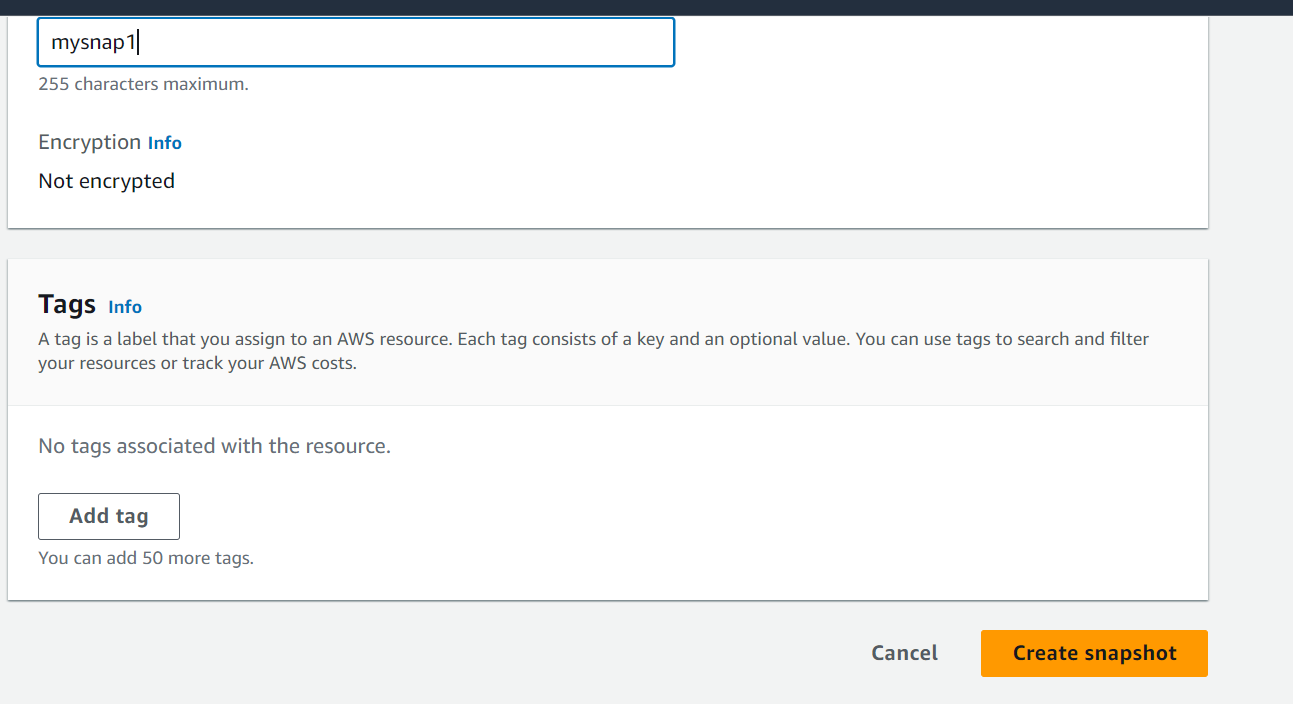 mysnap1
255 characters maximum.
Encryption Info
Not encrypted
Tags Info
A tag is a label that you assign to an AWS resource. Each tag consists of a key and an optional value. You can use tags to search and filter
your resources or track your AWS costs.
No tags associated with the resource.
Add tag
You can add 50 more tags.
Cancel
Create snapshot